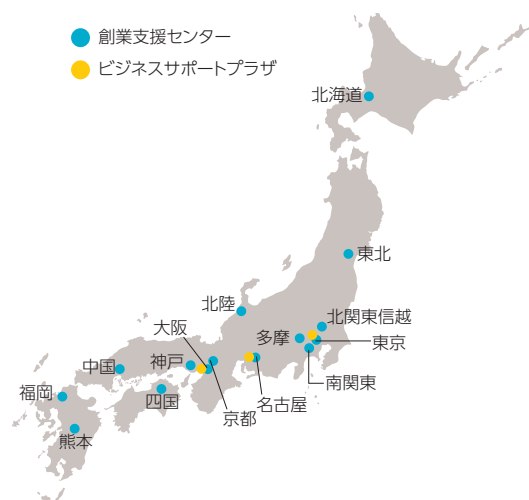 創業支援センター
ビジネスサポートプラザ
北海道
東北
北陸
北関東信越
大阪
多摩
東京
中国
神戸
南関東
福岡
四国
名古屋
京都
熊本